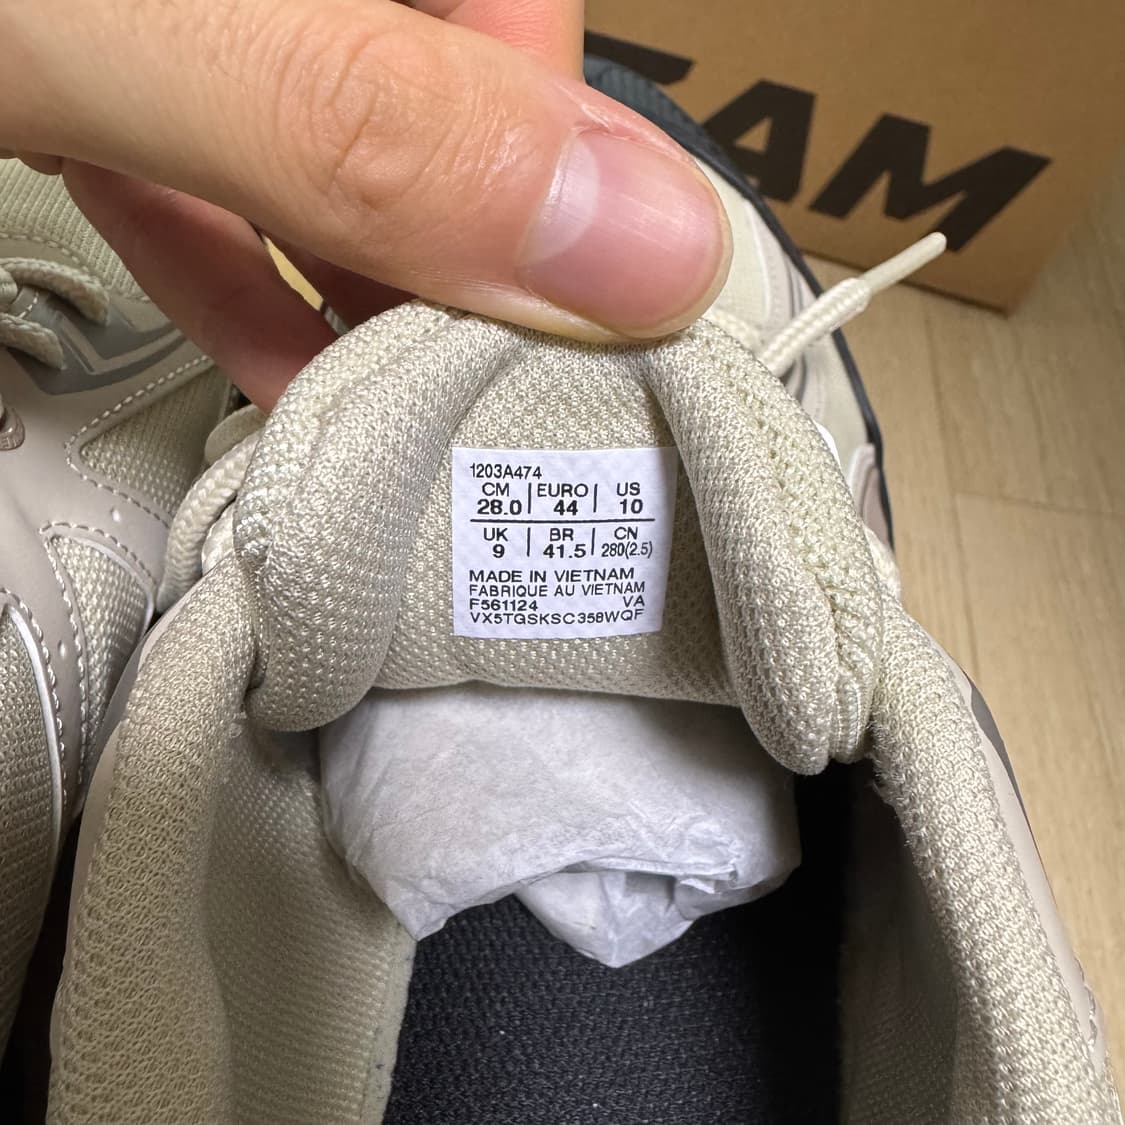 AM
1203A474
CM | EURO | US
28.0 | 44 | 10
UK | BR | CN
9 | 41.5 | 280(2.5)
MADE IN VIETNAM
FABRIQUE AU VIETNAM
F561124 VA
VX5TGSKSC358WQF